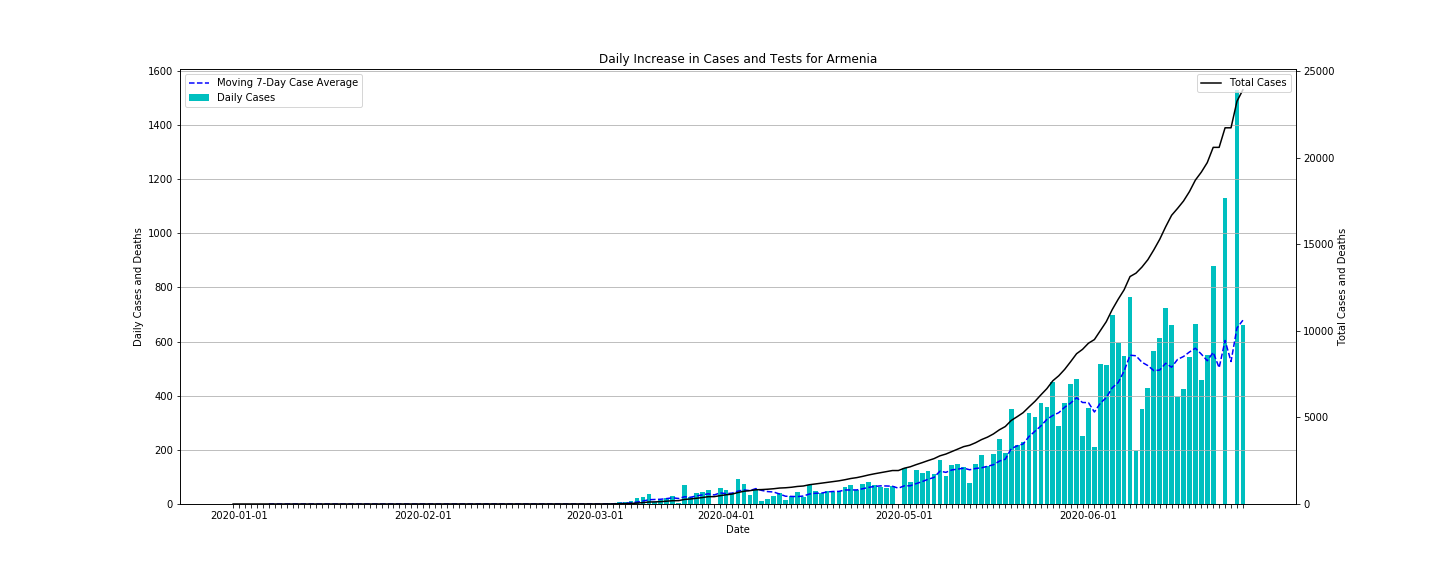 Daily Increase in Cases and Tests for Armenia
Moving 7-Day Case Average
Daily Cases
Total Cases
1600
1400
1200
1000
800
600
400
200
0
Daily Cases and Deaths
25000
20000
15000
10000
5000
0
Total Cases and Deaths
2020-01-01 2020-02-01 2020-03-01 2020-04-01 2020-05-01 2020-06-01
Date